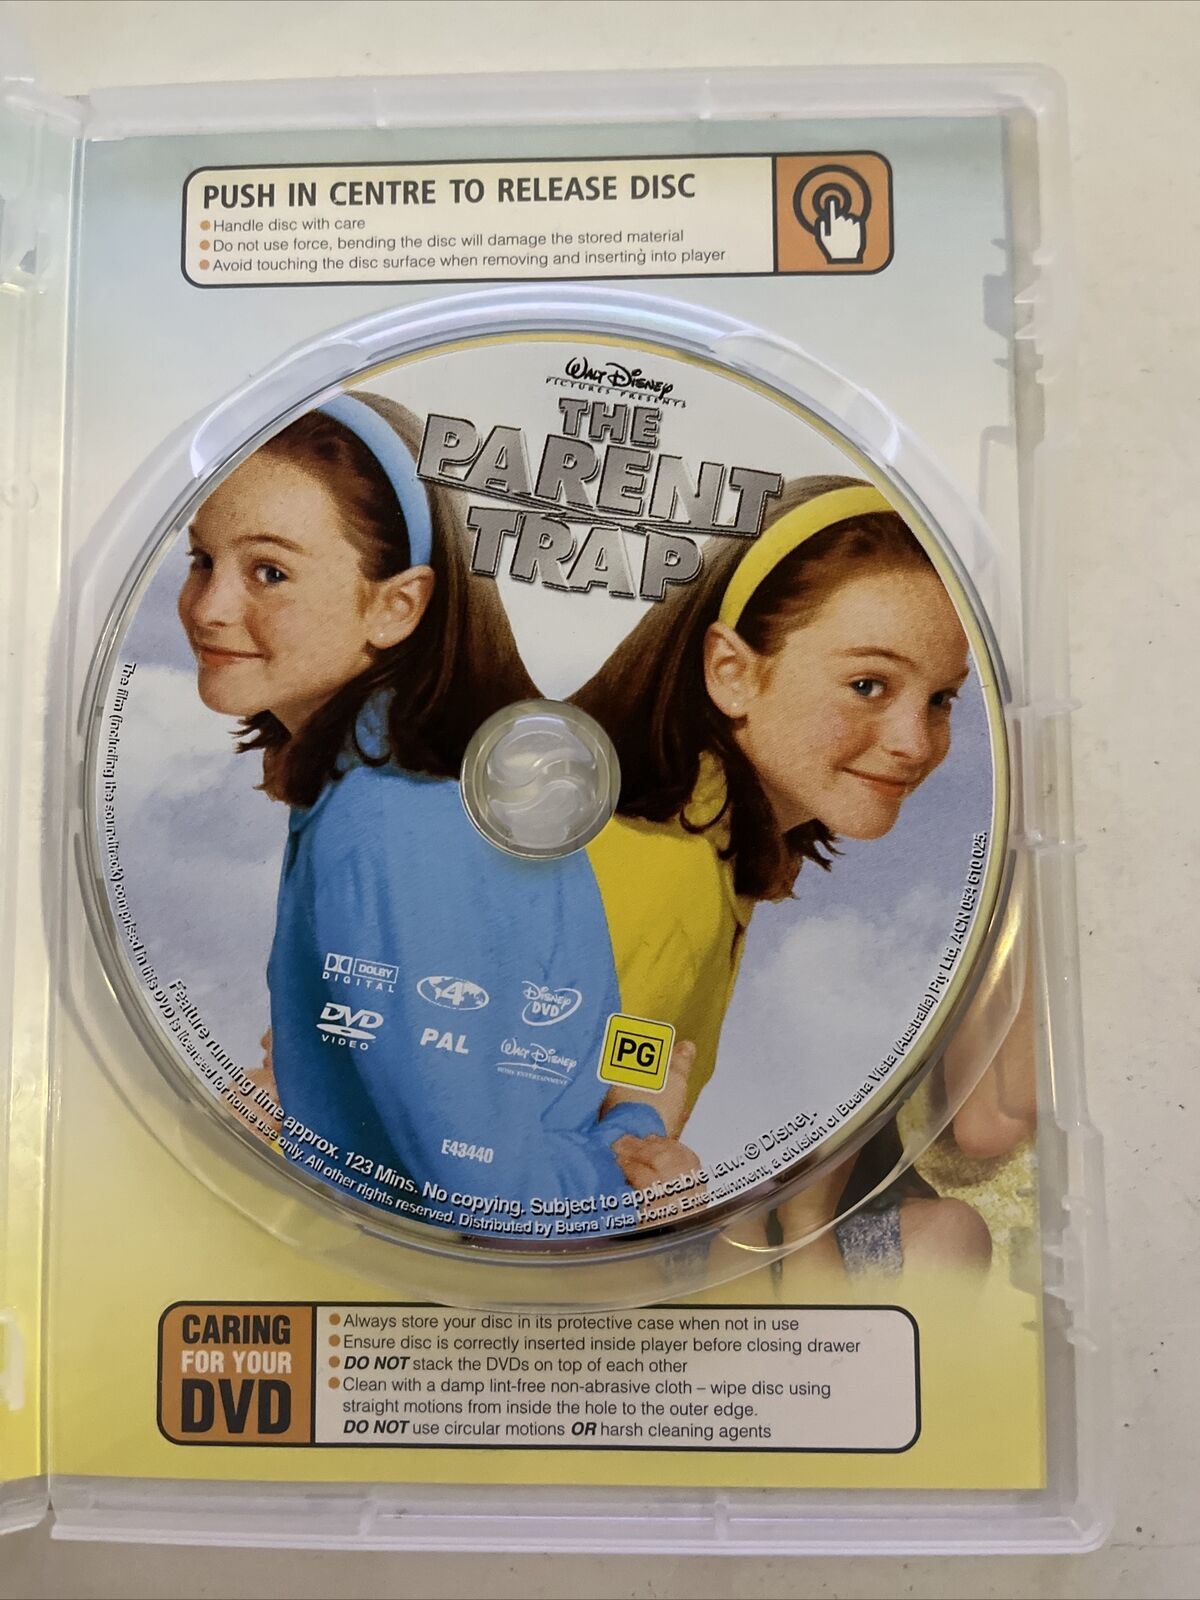 PUSH IN CENTRE TO RELEASE DISC
Handle disc with care
Do not use force, bending the disc will damage the stored material
Avoid touching the disc surface when removing and inserting into player
WALT DISNEY
PICTURES PRESENTS
THE
PARENT
TRAP
DOLBY
DIGITAL
4
DISNEY
DVD
DVD
VIDEO
PAL
WALT DISNEY
HOME ENTERTAINMENT
PG
E43440
Feature running time approx. 123 Mins. No copying. Subject to applicable law. © Disney.
The film (including the soundtrack) comprised in this DVD is licensed for home use only. All other rights reserved. Distributed by Buena Vista Home Entertainment, a division of Buena Vista (Australia) Pty Ltd, ACN 054 610 025.
CARING
FOR YOUR
DVD
Always store your disc in its protective case when not in use
Ensure disc is correctly inserted inside player before closing drawer
DO NOT stack the DVDs on top of each other
Clean with a damp lint-free non-abrasive cloth – wipe disc using
straight motions from inside the hole to the outer edge.
DO NOT use circular motions OR harsh cleaning agents